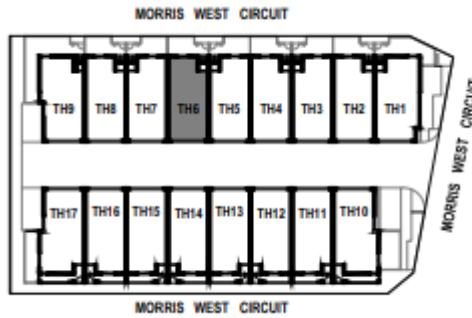 MORRIS WEST CIRCUIT
TH9 TH8 TH7 TH6 TH5 TH4 TH3 TH2 TH1
MORRIS WEST CIRCUIT
TH17 TH16 TH15 TH14 TH13 TH12 TH11 TH10
MORRIS WEST CIRCUIT